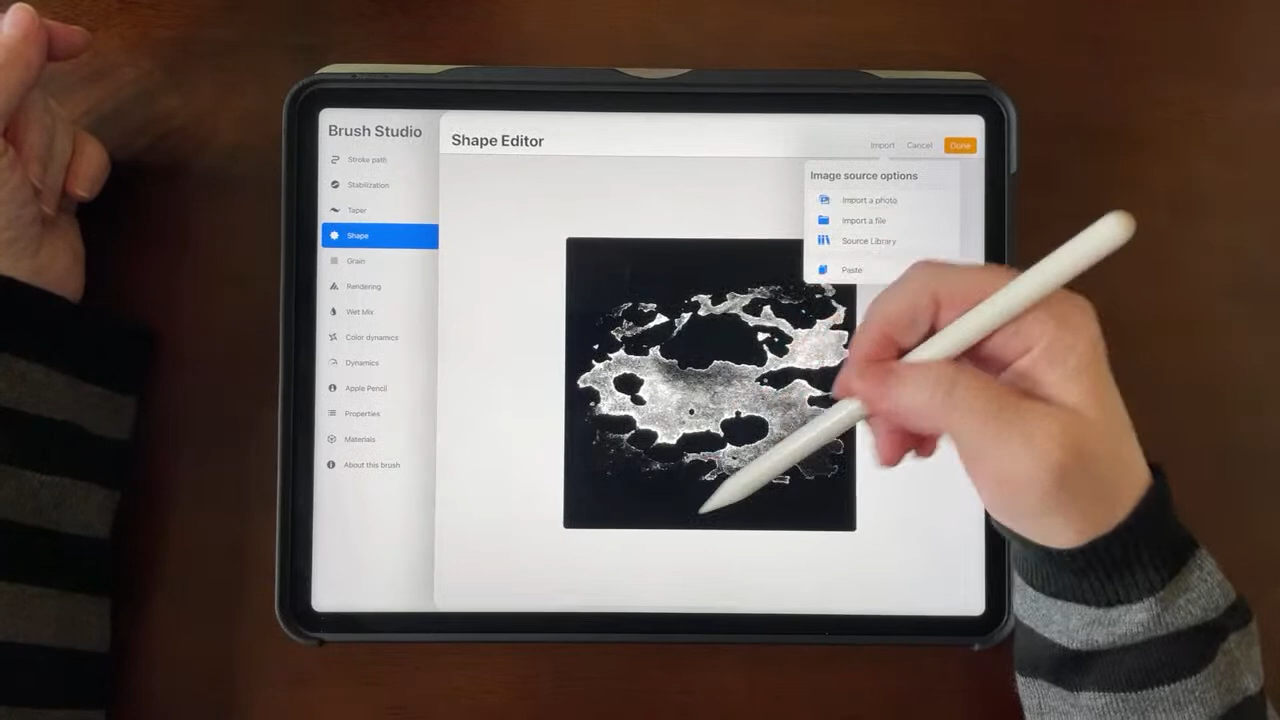 Brush Studio
Stroke path
Stabilization
Taper
Shape
Grain
Rendering
Wet Mix
Color dynamics
Dynamics
Apple Pencil
Properties
Materials
About this brush
Shape Editor
Import Cancel Done
Image source options
Import a photo
Import a file
Source Library
Paste